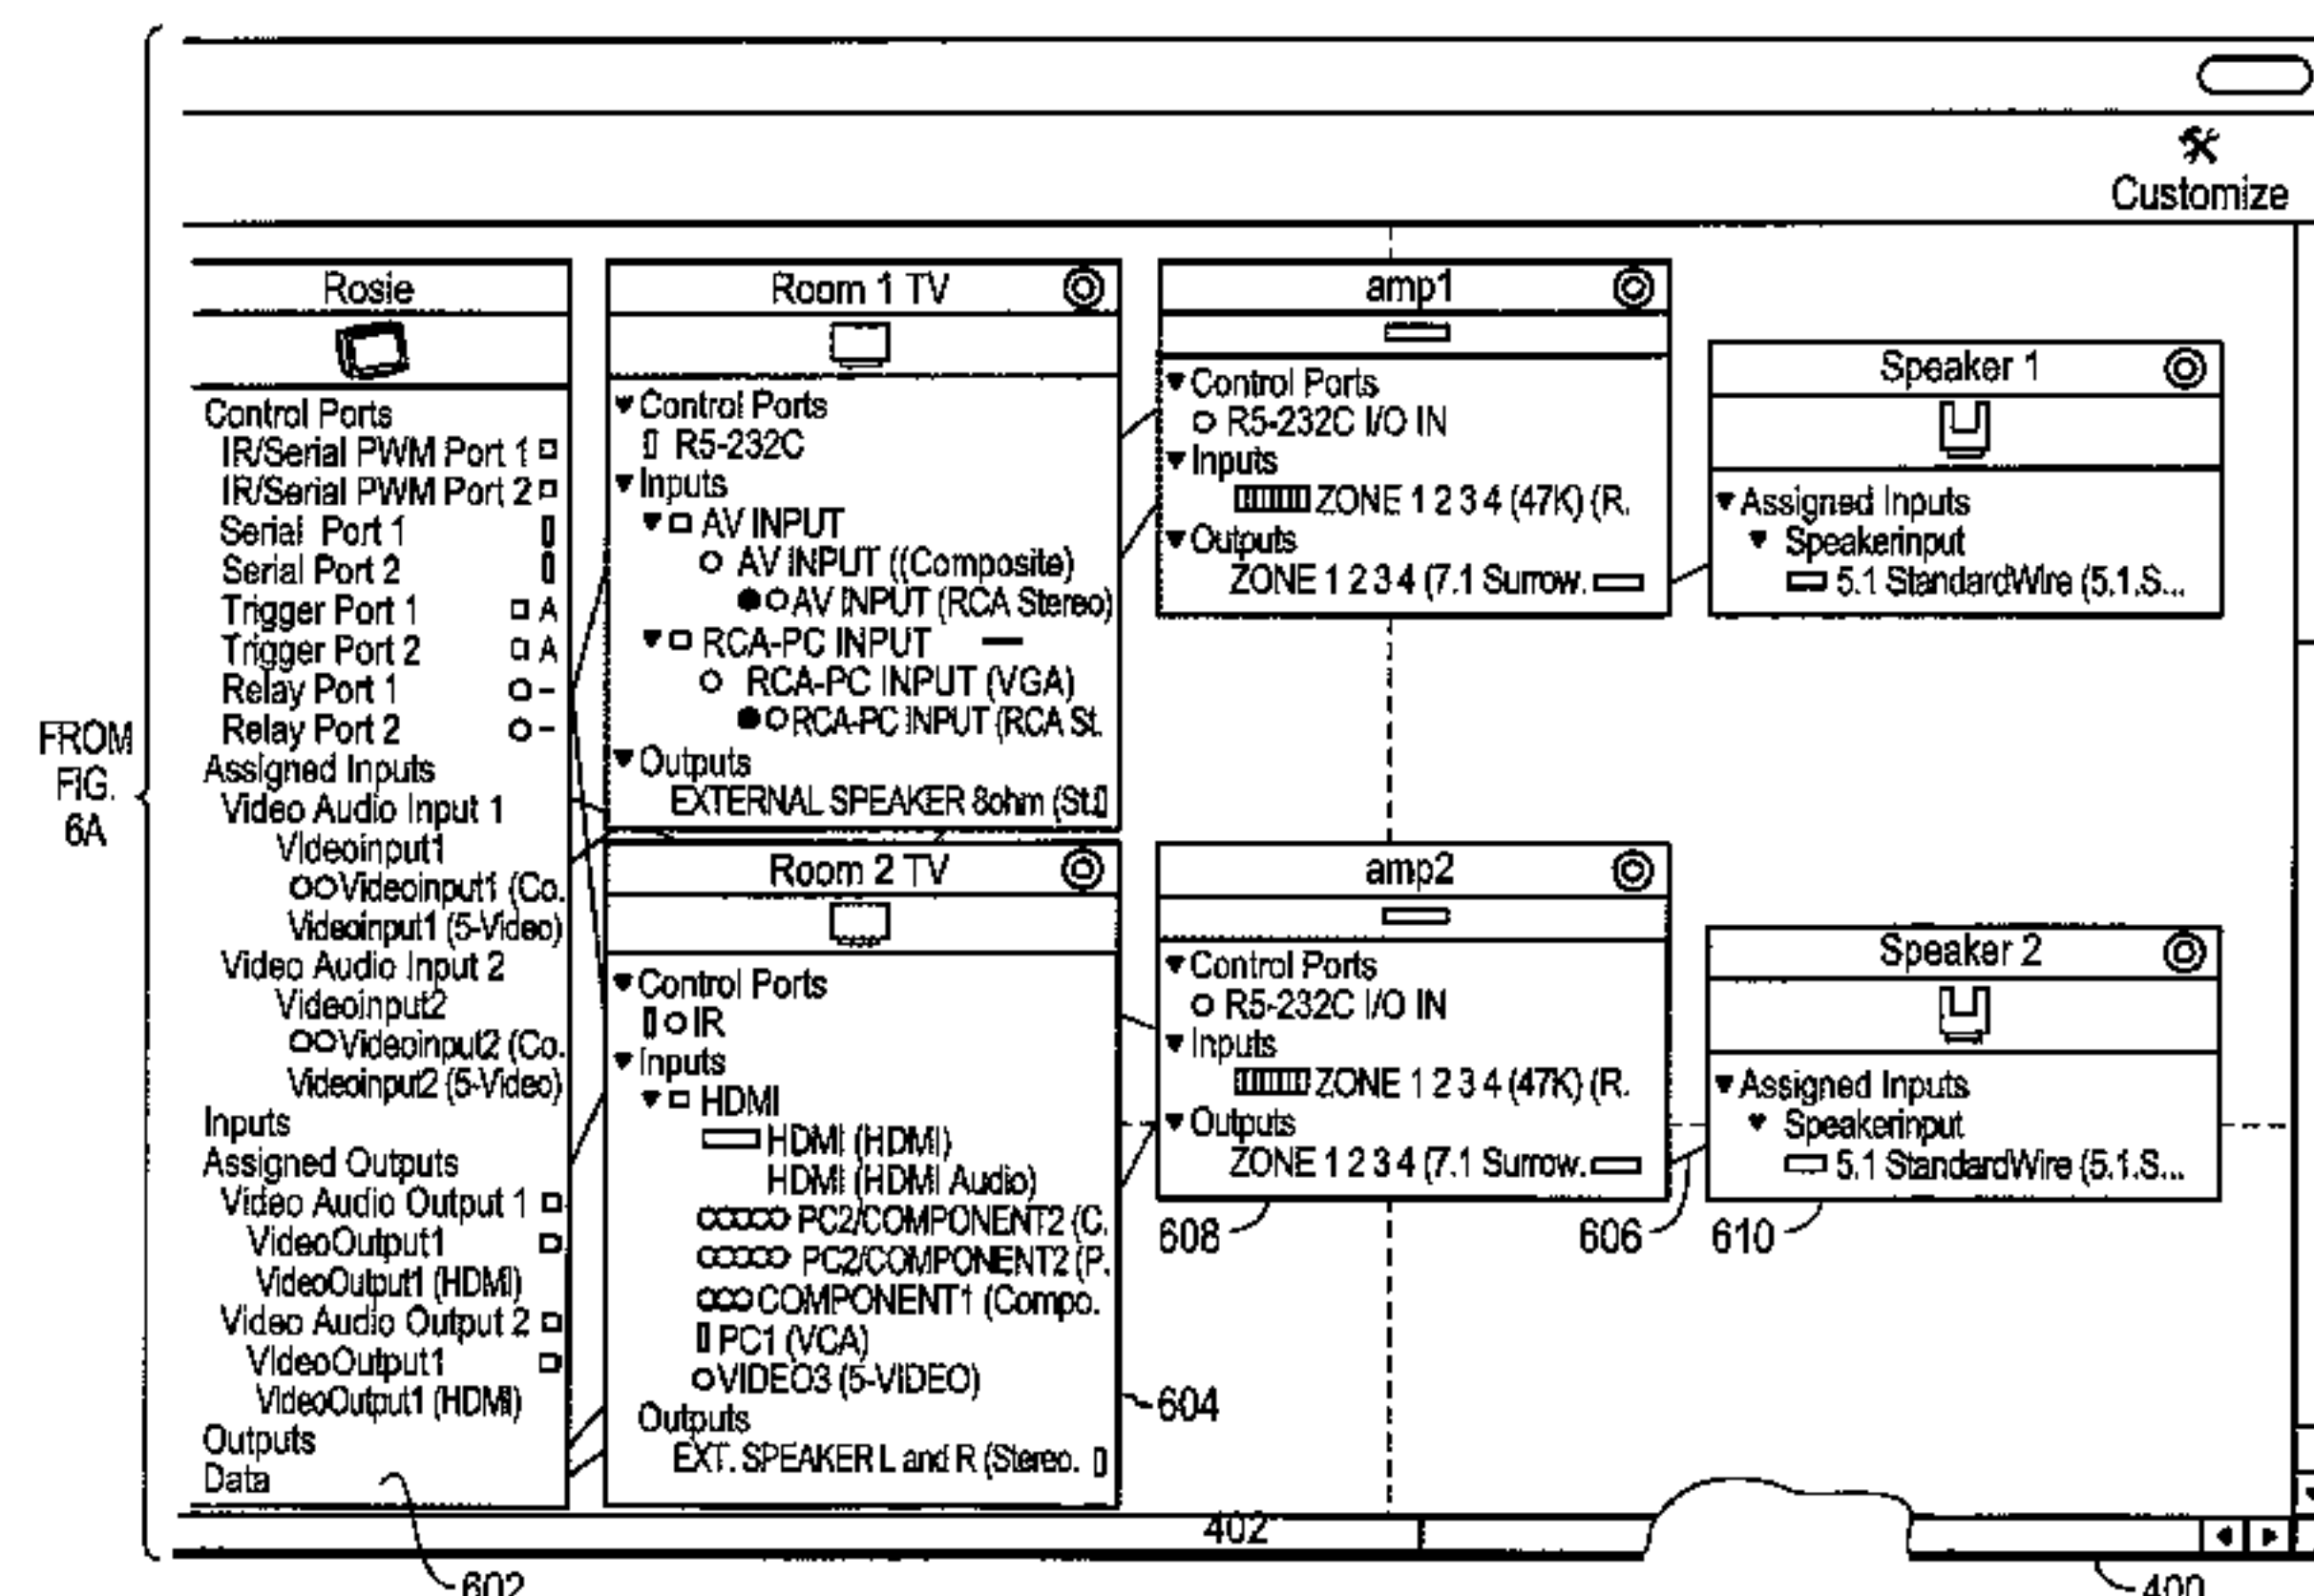 Customize
FROM
FIG.
6A
Rosie
Control Ports
IR/Serial PWM Port 1
IR/Serial PWM Port 2
Serial Port 1
Serial Port 2
Trigger Port 1 A
Trigger Port 2 A
Relay Port 1
Relay Port 2
Assigned Inputs
Video Audio Input 1
Videoinput1
Videoinput1 (Co.
Videoinput1 (5-Video)
Video Audio Input 2
Videoinput2
Videoinput2 (Co.
Videoinput2 (5-Video)
Inputs
Assigned Outputs
Video Audio Output 1
VideoOutput1
VideoOutput1 (HDMI)
Video Audio Output 2
VideoOutput1
VideoOutput1 (HDMI)
Outputs
Data
602
Room 1 TV
Control Ports
R5-232C
Inputs
AV INPUT
AV INPUT ((Composite)
AV INPUT (RCA Stereo)
RCA-PC INPUT
RCA-PC INPUT (VGA)
RCA-PC INPUT (RCA St.
Outputs
EXTERNAL SPEAKER 8ohm (St.
Room 2 TV
Control Ports
IR
Inputs
HDMI
HDMI (HDMI)
HDMI (HDMI Audio)
PC2/COMPONENT2 (C.
PC2/COMPONENT2 (P.
COMPONENT1 (Compo.
PC1 (VCA)
VIDEO3 (5-VIDEO)
Outputs
EXT. SPEAKER L and R (Stereo.
604
amp1
Control Ports
R5-232C I/O IN
Inputs
ZONE 1 2 3 4 (47K) (R.
Outputs
ZONE 1 2 3 4 (7.1 Surrow.
Speaker 1
Assigned Inputs
Speakerinput
5.1 StandardWire (5.1.S...
amp2
Control Ports
R5-232C I/O IN
Inputs
ZONE 1 2 3 4 (47K) (R.
Outputs
ZONE 1 2 3 4 (7.1 Surrow.
608
606
Speaker 2
Assigned Inputs
Speakerinput
5.1 StandardWire (5.1.S...
610
402
400